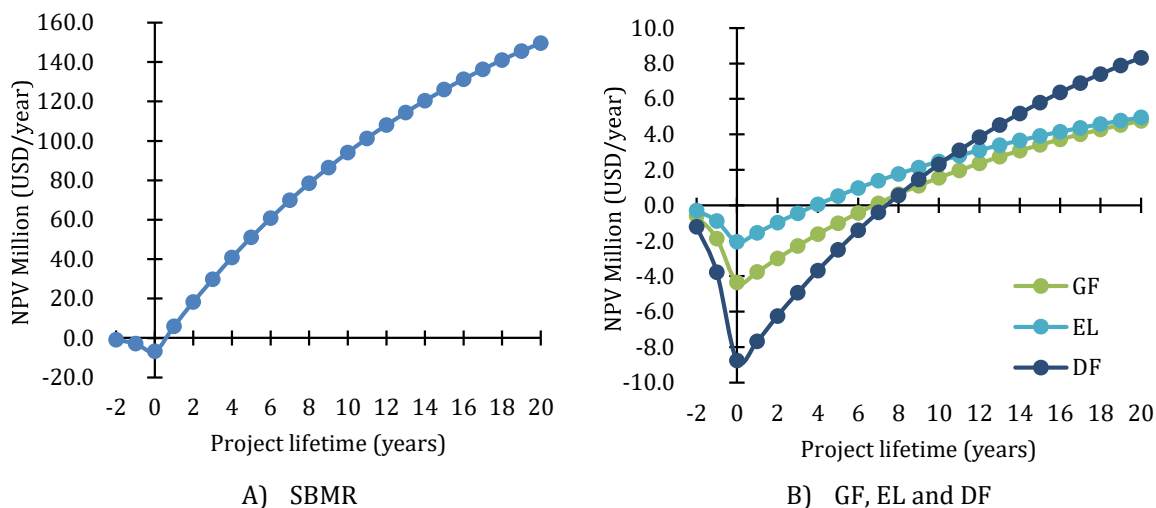 NPV Million (USD/year)
160.0
140.0
120.0
100.0
80.0
60.0
40.0
20.0
0.0
-20.0
-2 0 2 4 6 8 10 12 14 16 18 20
Project lifetime (years)
A) SBMR
NPV Million (USD/year)
10.0
8.0
6.0
4.0
2.0
0.0
-2.0
-4.0
-6.0
-8.0
-10.0
GF
EL
DF
-2 0 2 4 6 8 10 12 14 16 18 20
Project lifetime (years)
B) GF, EL and DF